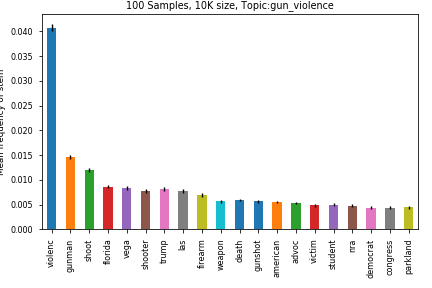 100 Samples, 10K size, Topic:gun_violence
Mean frequency of stem
0.040
0.035
0.030
0.025
0.020
0.015
0.010
0.005
0.000
violenc
gunman
shoot
florida
vega
shooter
trump
las
firearm
weapon
death
gunshot
american
advoc
victim
student
nra
democrat
congress
parkland